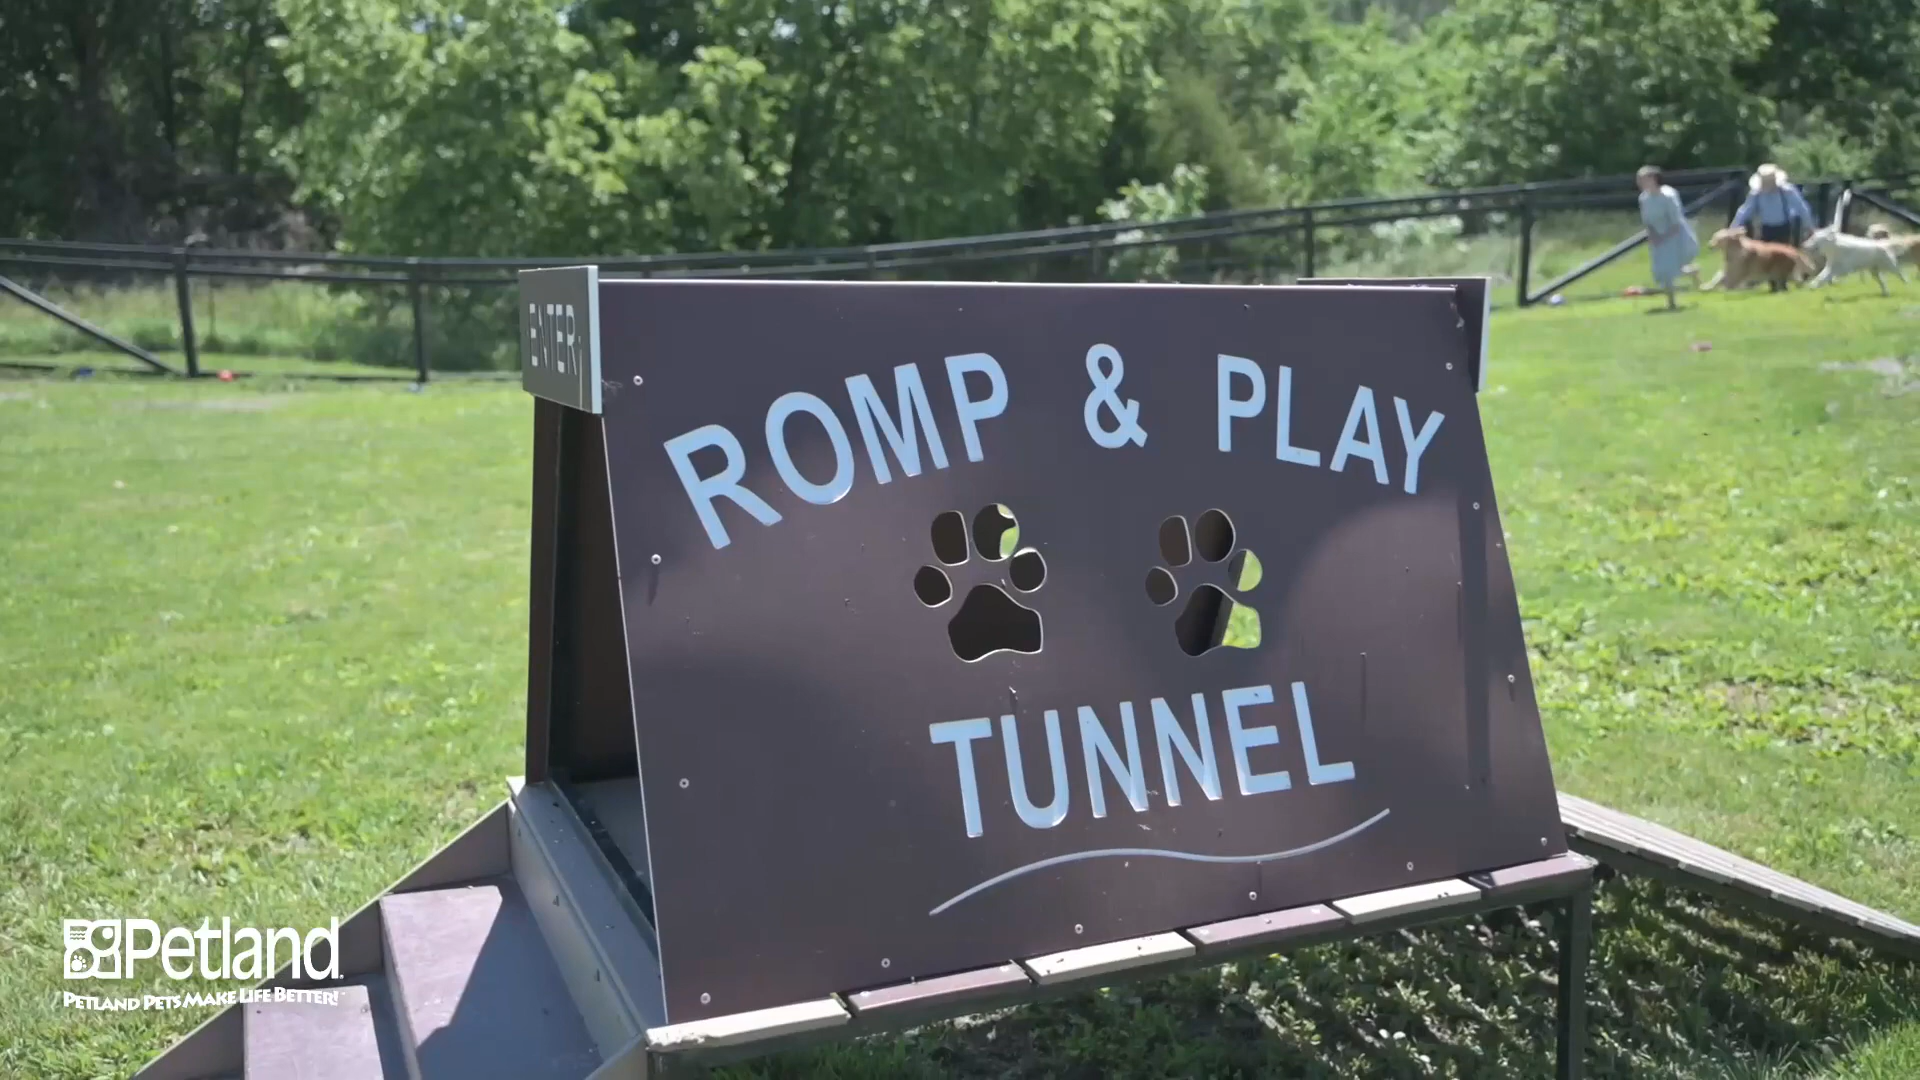 ENTER
ROMP & PLAY
TUNNEL
Petland
PETLAND PETS MAKE LIFE BETTER!